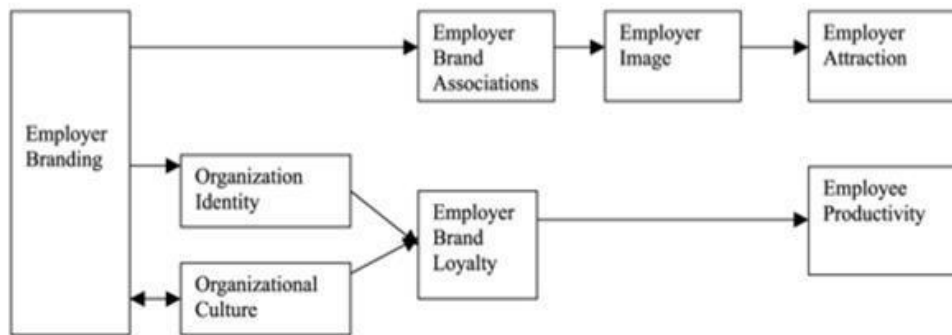 Employer
Branding
Employer
Brand
Associations
Employer
Image
Employer
Attraction
Organization
Identity
Organizational
Culture
Employer
Brand
Loyalty
Employee
Productivity